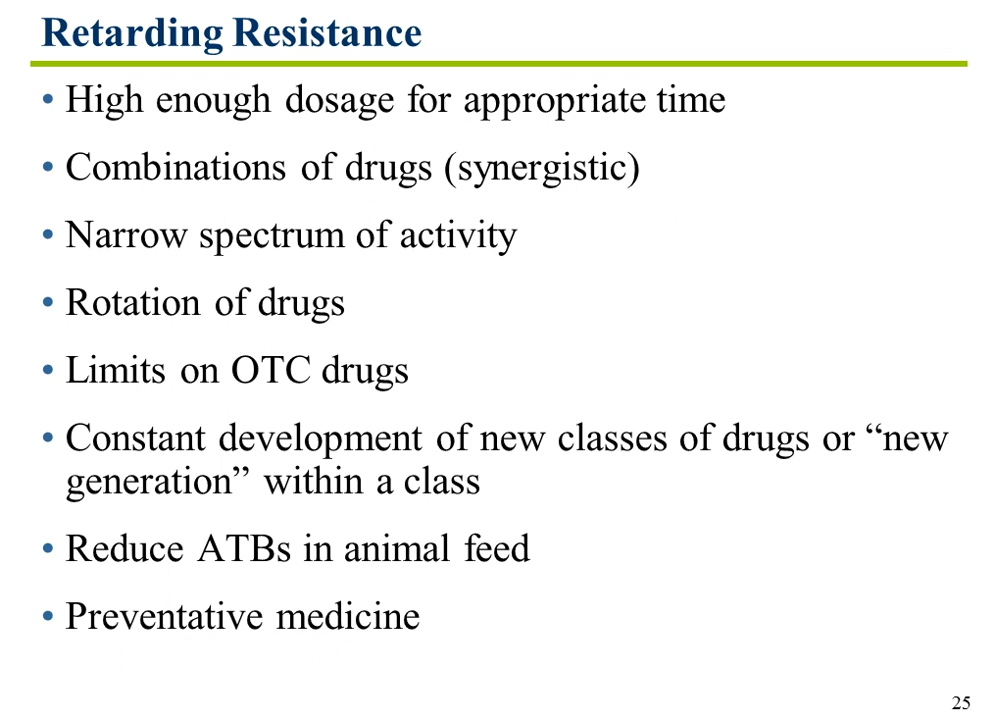 Retarding Resistance
• High enough dosage for appropriate time
• Combinations of drugs (synergistic)
• Narrow spectrum of activity
• Rotation of drugs
• Limits on OTC drugs
• Constant development of new classes of drugs or “new
generation” within a class
• Reduce ATBs in animal feed
• Preventative medicine
25